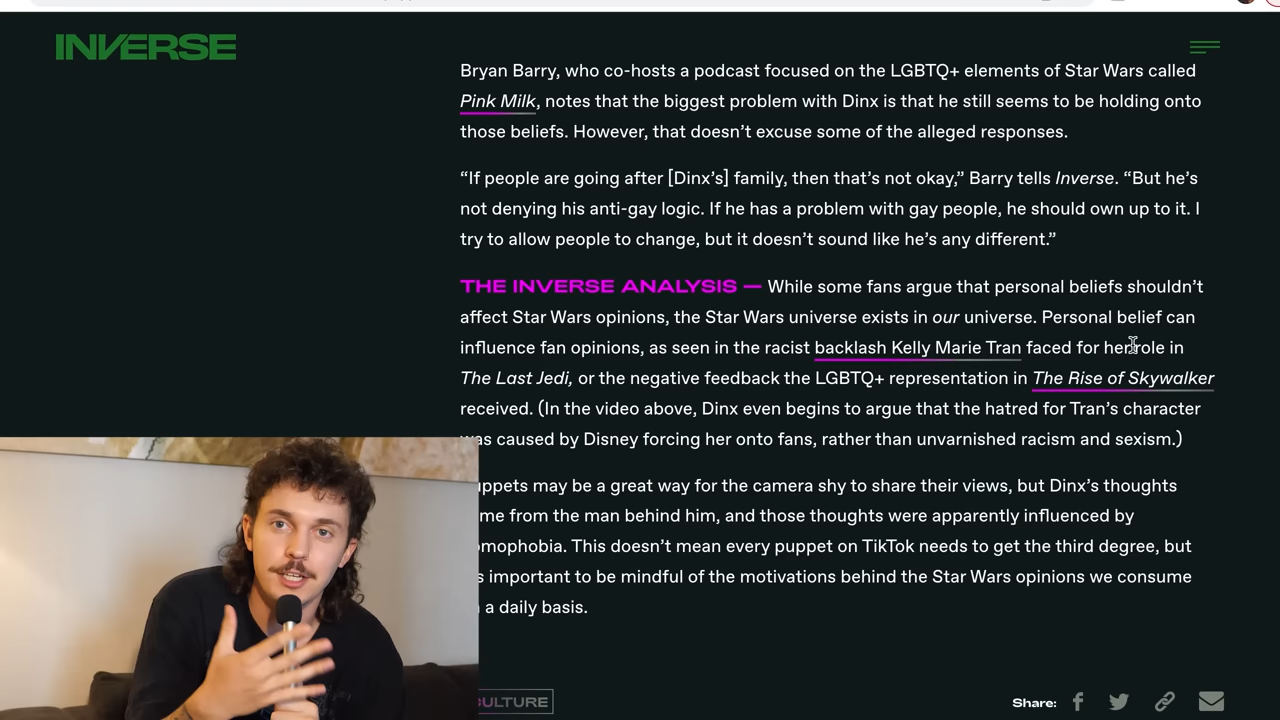 INVERSE
Bryan Barry, who co-hosts a podcast focused on the LGBTQ+ elements of Star Wars called
Pink Milk, notes that the biggest problem with Dinx is that he still seems to be holding onto
those beliefs. However, that doesn’t excuse some of the alleged responses.
“If people are going after [Dinx’s] family, then that’s not okay,” Barry tells Inverse. “But he’s
not denying his anti-gay logic. If he has a problem with gay people, he should own up to it. I
try to allow people to change, but it doesn’t sound like he’s any different.”
THE INVERSE ANALYSIS — While some fans argue that personal beliefs shouldn’t
affect Star Wars opinions, the Star Wars universe exists in our universe. Personal belief can
influence fan opinions, as seen in the racist backlash Kelly Marie Tran faced for her role in
The Last Jedi, or the negative feedback the LGBTQ+ representation in The Rise of Skywalker
received. (In the video above, Dinx even begins to argue that the hatred for Tran’s character
was caused by Disney forcing her onto fans, rather than unvarnished racism and sexism.)
uppets may be a great way for the camera shy to share their views, but Dinx’s thoughts
me from the man behind him, and those thoughts were apparently influenced by
omophobia. This doesn’t mean every puppet on TikTok needs to get the third degree, but
s important to be mindful of the motivations behind the Star Wars opinions we consume
a daily basis.
CULTURE
Share: